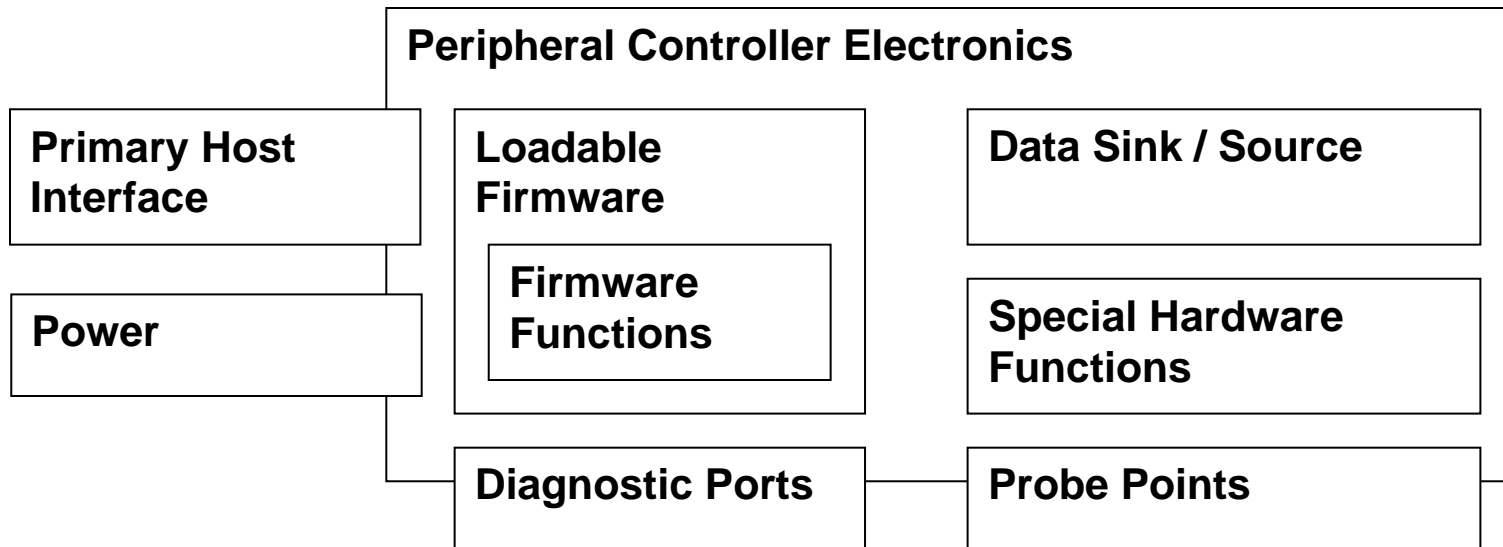 Peripheral Controller Electronics
Primary Host
Interface
Loadable
Firmware
Data Sink / Source
Firmware
Functions
Power
Special Hardware
Functions
Diagnostic Ports
Probe Points